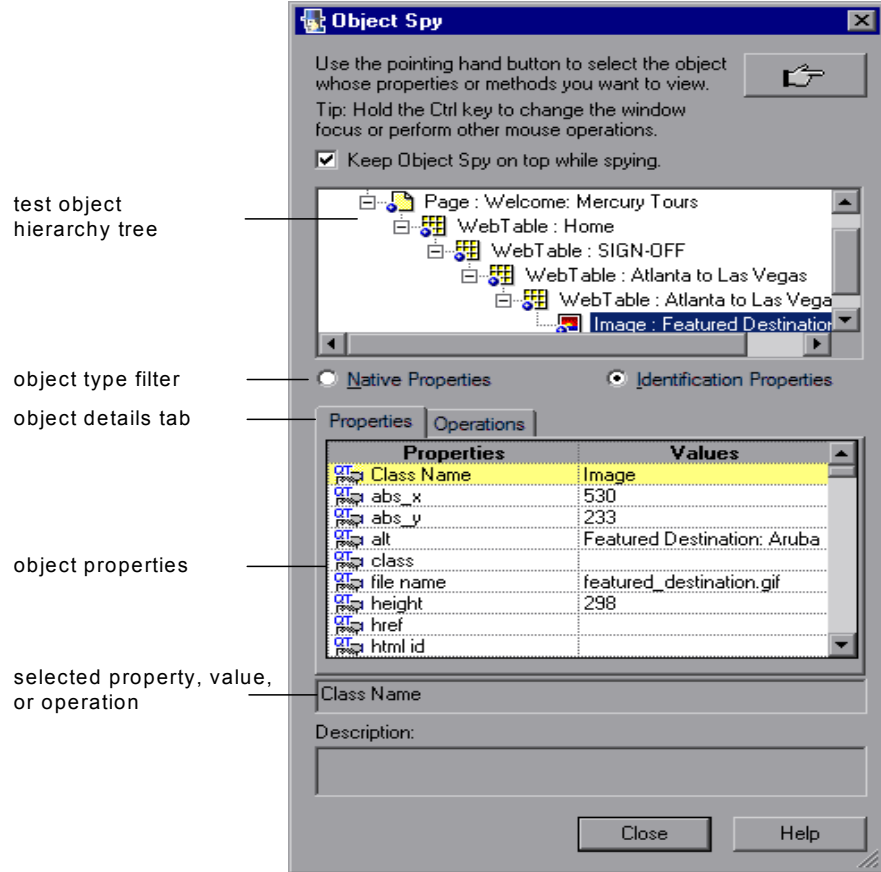 Object Spy
Use the pointing hand button to select the object
whose properties or methods you want to view.
Tip: Hold the Ctrl key to change the window
focus or perform other mouse operations.
Keep Object Spy on top while spying.
test object
hierarchy tree
Page : Welcome: Mercury Tours
WebTable : Home
WebTable : SIGN-OFF
WebTable : Atlanta to Las Vegas
WebTable : Atlanta to Las Vega
Image : Featured Destination
object type filter
Native Properties
Identification Properties
object details tab
Properties
Operations
Properties Values
Class Name Image
abs_x 530
abs_y 233
alt Featured Destination: Aruba
class
object properties
file name featured_destination.gif
height 298
href
html id
selected property, value,
or operation
Class Name
Description:
Close
Help